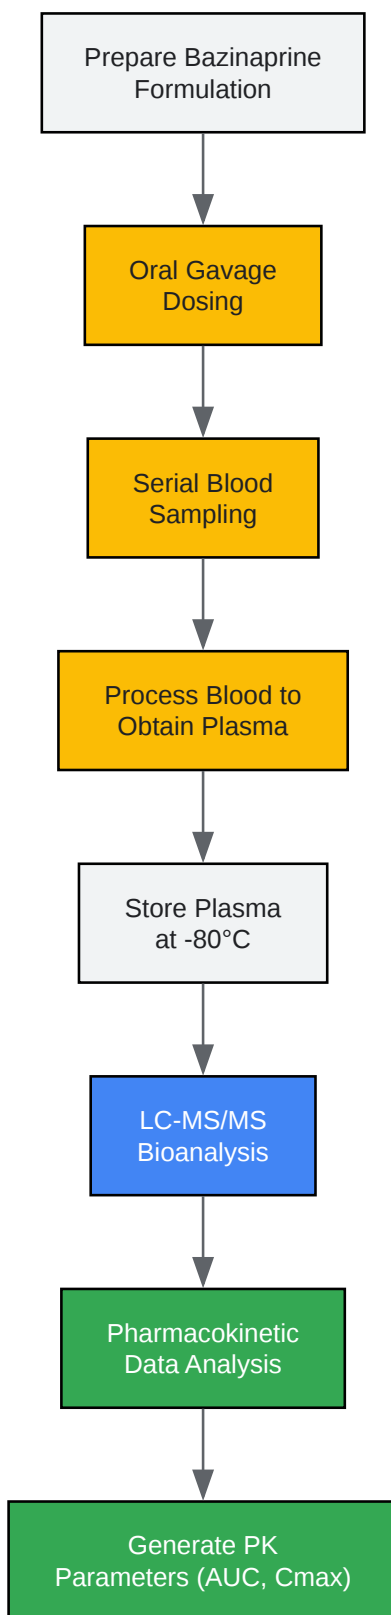 Prepare Bazinaprine
Formulation
Oral Gavage
Dosing
Serial Blood
Sampling
Process Blood to
Obtain Plasma
Store Plasma
at -80°C
LC-MS/MS
Bioanalysis
Pharmacokinetic
Data Analysis
Generate PK
Parameters (AUC, Cmax)